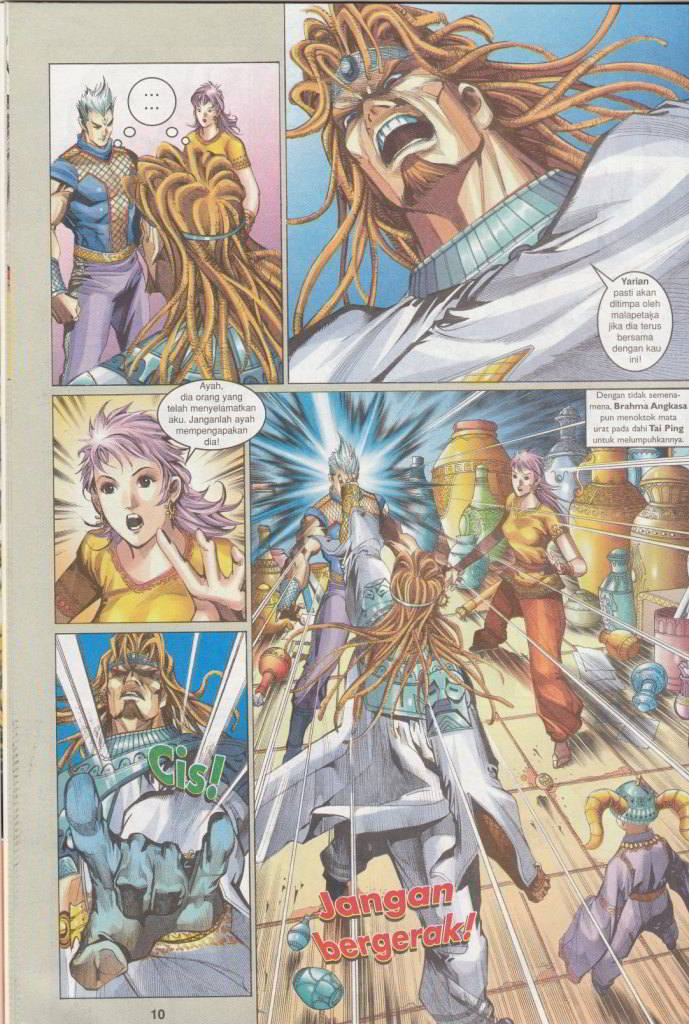 ... ...
Yarian
pasti akan
ditimpa oleh
malapetaka
jika dia terus
bersama
dengan kau
ini!
Ayah,
dia orang yang
telah menyelamatkan
aku. Janganlah ayah
mempengapakan
dia!
Dengan tidak semena-
mena, Brahma Angkasa
pun menoktok mata
urat pada dahi Tai Ping
untuk melumpuhkannya.
Cis!
Jangan
bergerak!
10